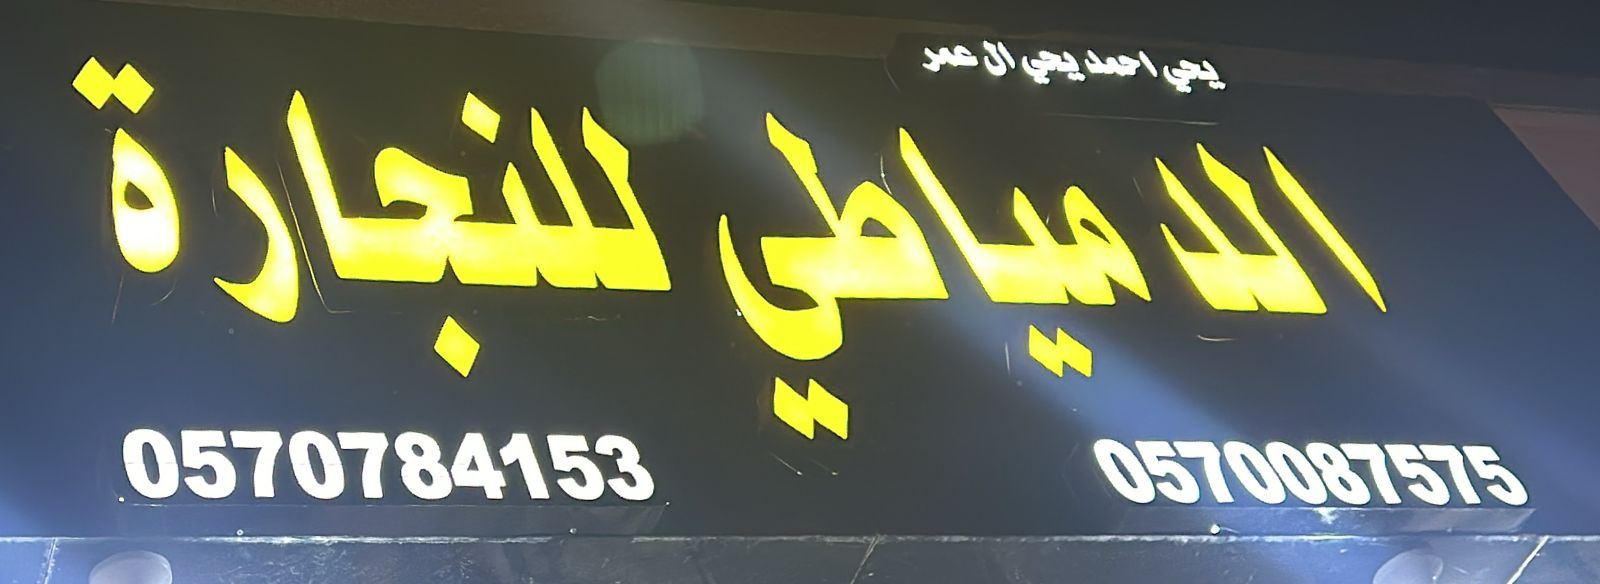 يحي احمد يحي ال عمر
الدمياطي للنجارة
0570784153 0570087575